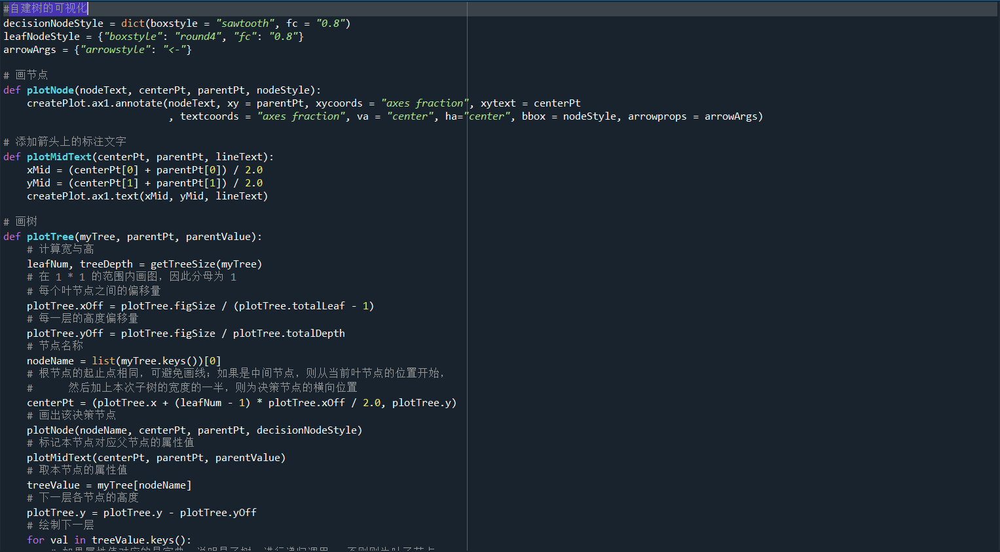 #自建树的可视化
decisionNodeStyle = dict(boxstyle = "sawtooth", fc = "0.8")
leafNodeStyle = {"boxstyle": "round4", "fc": "0.8"}
arrowArgs = {"arrowstyle": "<-"}
# 画节点
def plotNode(nodeText, centerPt, parentPt, nodeStyle):
    createPlot.ax1.annotate(nodeText, xy = parentPt, xycoords = "axes fraction", xytext = centerPt
                            , textcoords = "axes fraction", va = "center", ha="center", bbox = nodeStyle, arrowprops = arrowArgs)
# 添加箭头上的标注文字
def plotMidText(centerPt, parentPt, lineText):
    xMid = (centerPt[0] + parentPt[0]) / 2.0
    yMid = (centerPt[1] + parentPt[1]) / 2.0
    createPlot.ax1.text(xMid, yMid, lineText)
# 画树
def plotTree(myTree, parentPt, parentValue):
    # 计算宽与高
    leafNum, treeDepth = getTreeSize(myTree)
    # 在 1 * 1 的范围内画图，因此分母为 1
    # 每个叶节点之间的偏移量
    plotTree.xOff = plotTree.figSize / (plotTree.totalLeaf - 1)
    # 每一层的高度偏移量
    plotTree.yOff = plotTree.figSize / plotTree.totalDepth
    # 节点名称
    nodeName = list(myTree.keys())[0]
    # 根节点的起止点相同，可避免画线；如果是中间节点，则从当前叶节点的位置开始，
    #      然后加上本次子树的宽度的一半，则为决策节点的横向位置
    centerPt = (plotTree.x + (leafNum - 1) * plotTree.xOff / 2.0, plotTree.y)
    # 画出该决策节点
    plotNode(nodeName, centerPt, parentPt, decisionNodeStyle)
    # 标记本节点对应父节点的属性值
    plotMidText(centerPt, parentPt, parentValue)
    # 取本节点的属性值
    treeValue = myTree[nodeName]
    # 下一层各节点的高度
    plotTree.y = plotTree.y - plotTree.yOff
    # 绘制下一层
    for val in treeValue.keys():